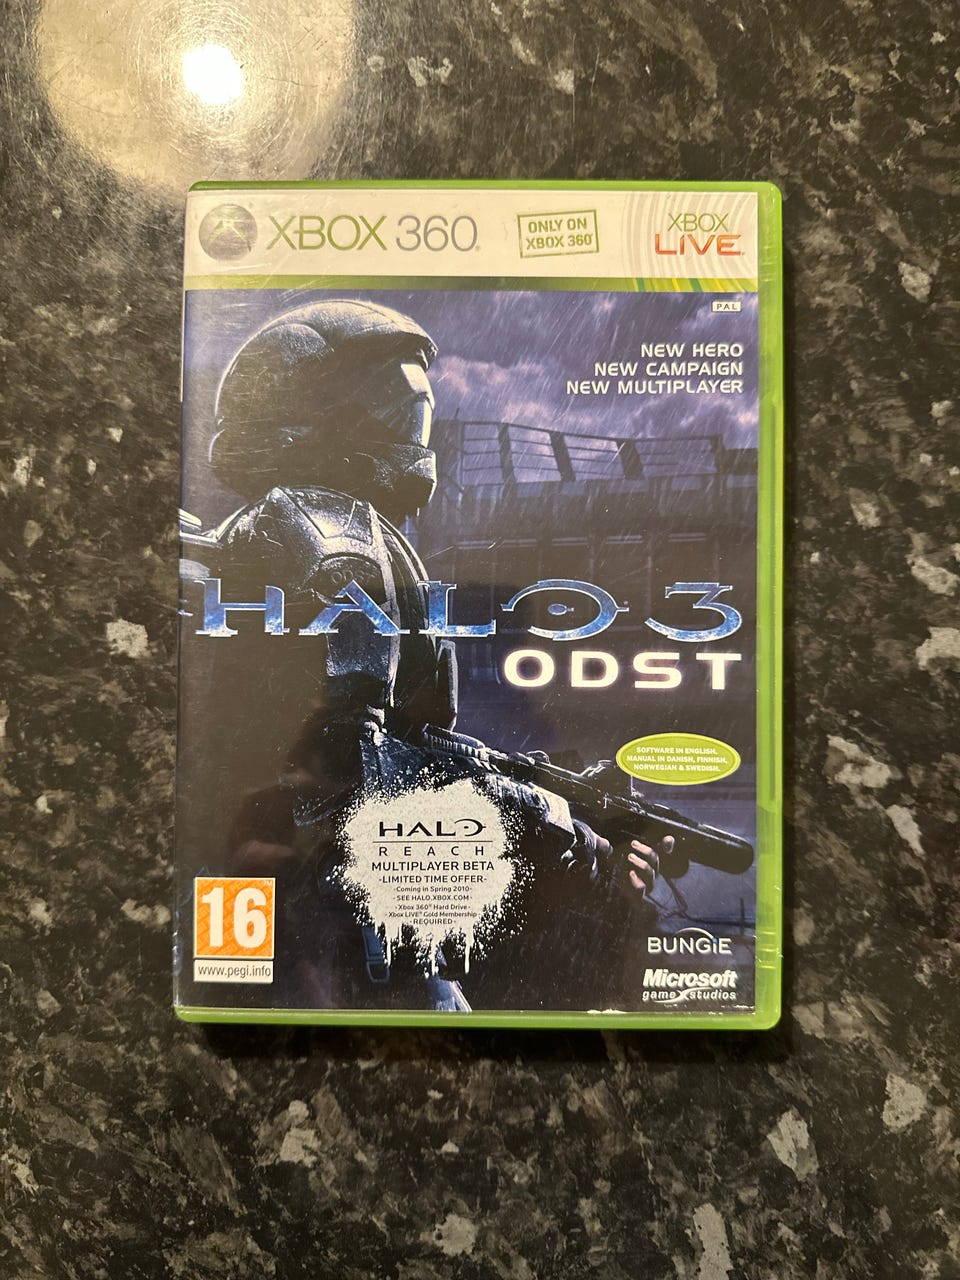 XBOX 360®
ONLY ON
XBOX 360®
XBOX
LIVE®
PAL
NEW HERO
NEW CAMPAIGN
NEW MULTIPLAYER
HALO 3
ODST
SOFTWARE IN ENGLISH.
MANUAL IN DANISH, FINNISH,
NORWEGIAN & SWEDISH.
HALO
REACH
MULTIPLAYER BETA
-LIMITED TIME OFFER-
-Coming in Spring 2010-
-SEE HALO.XBOX.COM-
-Xbox 360® Hard Drive-
-Xbox LIVE® Gold Membership-
-REQUIRED-
16
www.pegi.info
BUNGiE
Microsoft
game studios